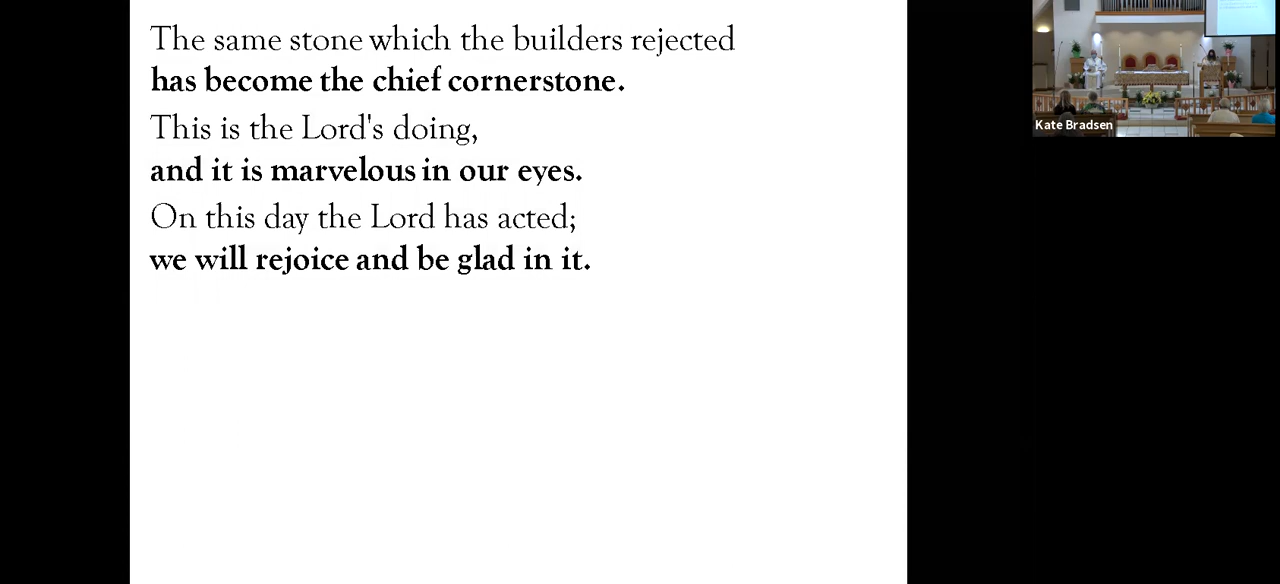 The same stone which the builders rejected
has become the chief cornerstone.
This is the Lord's doing,
and it is marvelous in our eyes.
On this day the Lord has acted;
we will rejoice and be glad in it.
Kate Bradsen